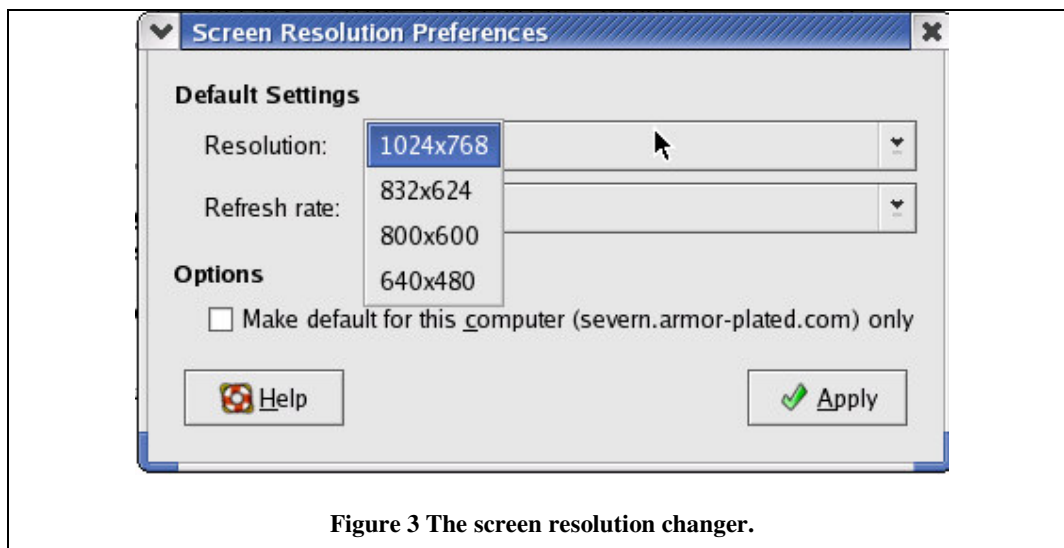 Screen Resolution Preferences
Default Settings
Resolution:
1024x768
832x624
Refresh rate:
800x600
Options
640x480
Make default for this computer (severn.armor-plated.com) only
Help
Apply
Figure 3 The screen resolution changer.